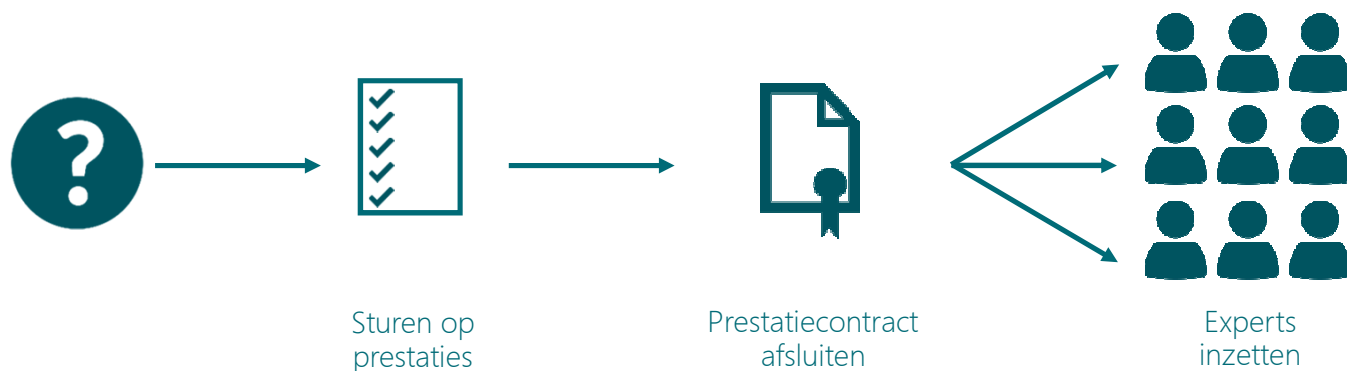 ?
Sturen op
prestaties
Prestatiecontract
afsluiten
Experts
inzetten